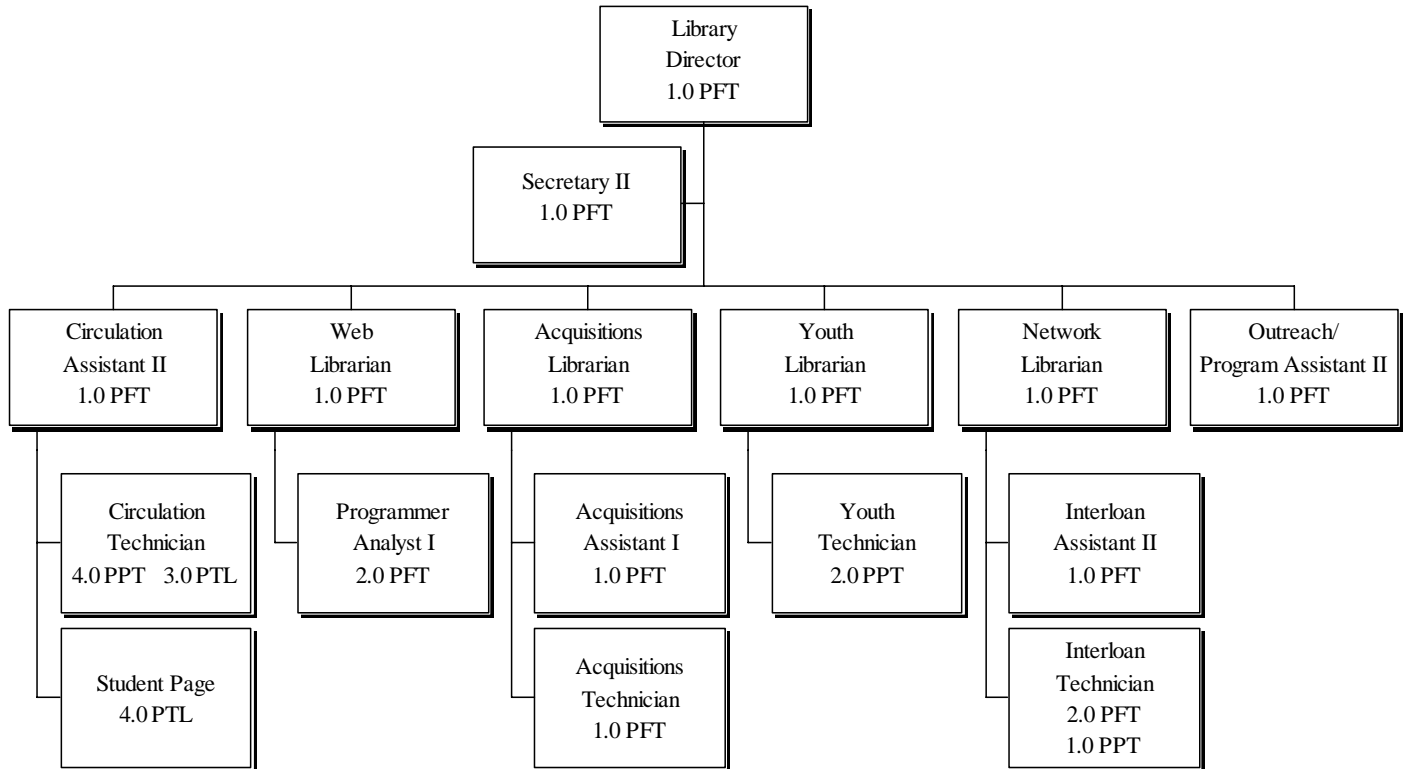 Library
Director
1.0 PFT
Secretary II
1.0 PFT
Circulation
Assistant II
1.0 PFT
Web
Librarian
1.0 PFT
Acquisitions
Librarian
1.0 PFT
Youth
Librarian
1.0 PFT
Network
Librarian
1.0 PFT
Outreach/
Program Assistant II
1.0 PFT
Circulation
Technician
4.0 PPT 3.0 PTL
Programmer
Analyst I
2.0 PFT
Acquisitions
Assistant I
1.0 PFT
Youth
Technician
2.0 PPT
Interloan
Assistant II
1.0 PFT
Student Page
4.0 PTL
Acquisitions
Technician
1.0 PFT
Interloan
Technician
2.0 PFT
1.0 PPT